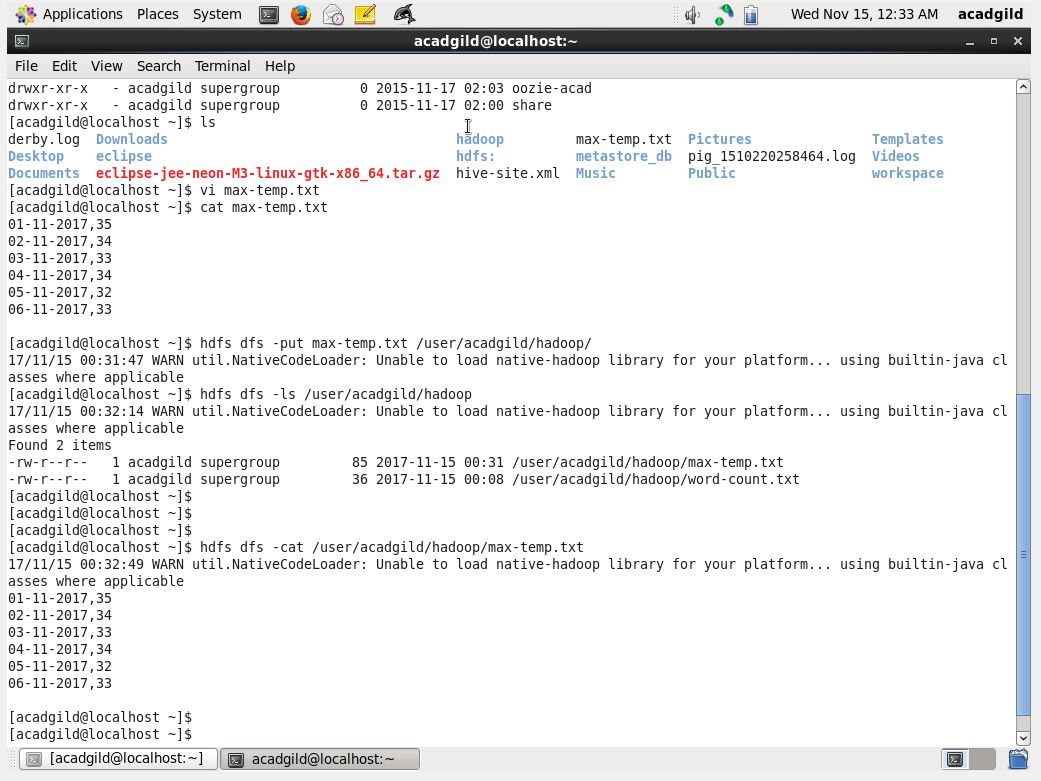 Applications Places System Wed Nov 15, 12:33 AM acadgild
acadgild@localhost:~
File Edit View Search Terminal Help
drwxr-xr-x   - acadgild supergroup          0 2015-11-17 02:03 oozie-acad
drwxr-xr-x   - acadgild supergroup          0 2015-11-17 02:00 share
[acadgild@localhost ~]$ ls
derby.log  Downloads                                    hadoop         max-temp.txt  Pictures               Templates
Desktop    eclipse                                      hdfs:          metastore_db  pig_1510220258464.log  Videos
Documents  eclipse-jee-neon-M3-linux-gtk-x86_64.tar.gz  hive-site.xml  Music         Public                 workspace
[acadgild@localhost ~]$ vi max-temp.txt
[acadgild@localhost ~]$ cat max-temp.txt
01-11-2017,35
02-11-2017,34
03-11-2017,33
04-11-2017,34
05-11-2017,32
06-11-2017,33
[acadgild@localhost ~]$ hdfs dfs -put max-temp.txt /user/acadgild/hadoop/
17/11/15 00:31:47 WARN util.NativeCodeLoader: Unable to load native-hadoop library for your platform... using builtin-java cl
asses where applicable
[acadgild@localhost ~]$ hdfs dfs -ls /user/acadgild/hadoop
17/11/15 00:32:14 WARN util.NativeCodeLoader: Unable to load native-hadoop library for your platform... using builtin-java cl
asses where applicable
Found 2 items
-rw-r--r--   1 acadgild supergroup         85 2017-11-15 00:31 /user/acadgild/hadoop/max-temp.txt
-rw-r--r--   1 acadgild supergroup         36 2017-11-15 00:08 /user/acadgild/hadoop/word-count.txt
[acadgild@localhost ~]$
[acadgild@localhost ~]$
[acadgild@localhost ~]$
[acadgild@localhost ~]$ hdfs dfs -cat /user/acadgild/hadoop/max-temp.txt
17/11/15 00:32:49 WARN util.NativeCodeLoader: Unable to load native-hadoop library for your platform... using builtin-java cl
asses where applicable
01-11-2017,35
02-11-2017,34
03-11-2017,33
04-11-2017,34
05-11-2017,32
06-11-2017,33
[acadgild@localhost ~]$
[acadgild@localhost ~]$
[acadgild@localhost:~] acadgild@localhost:~